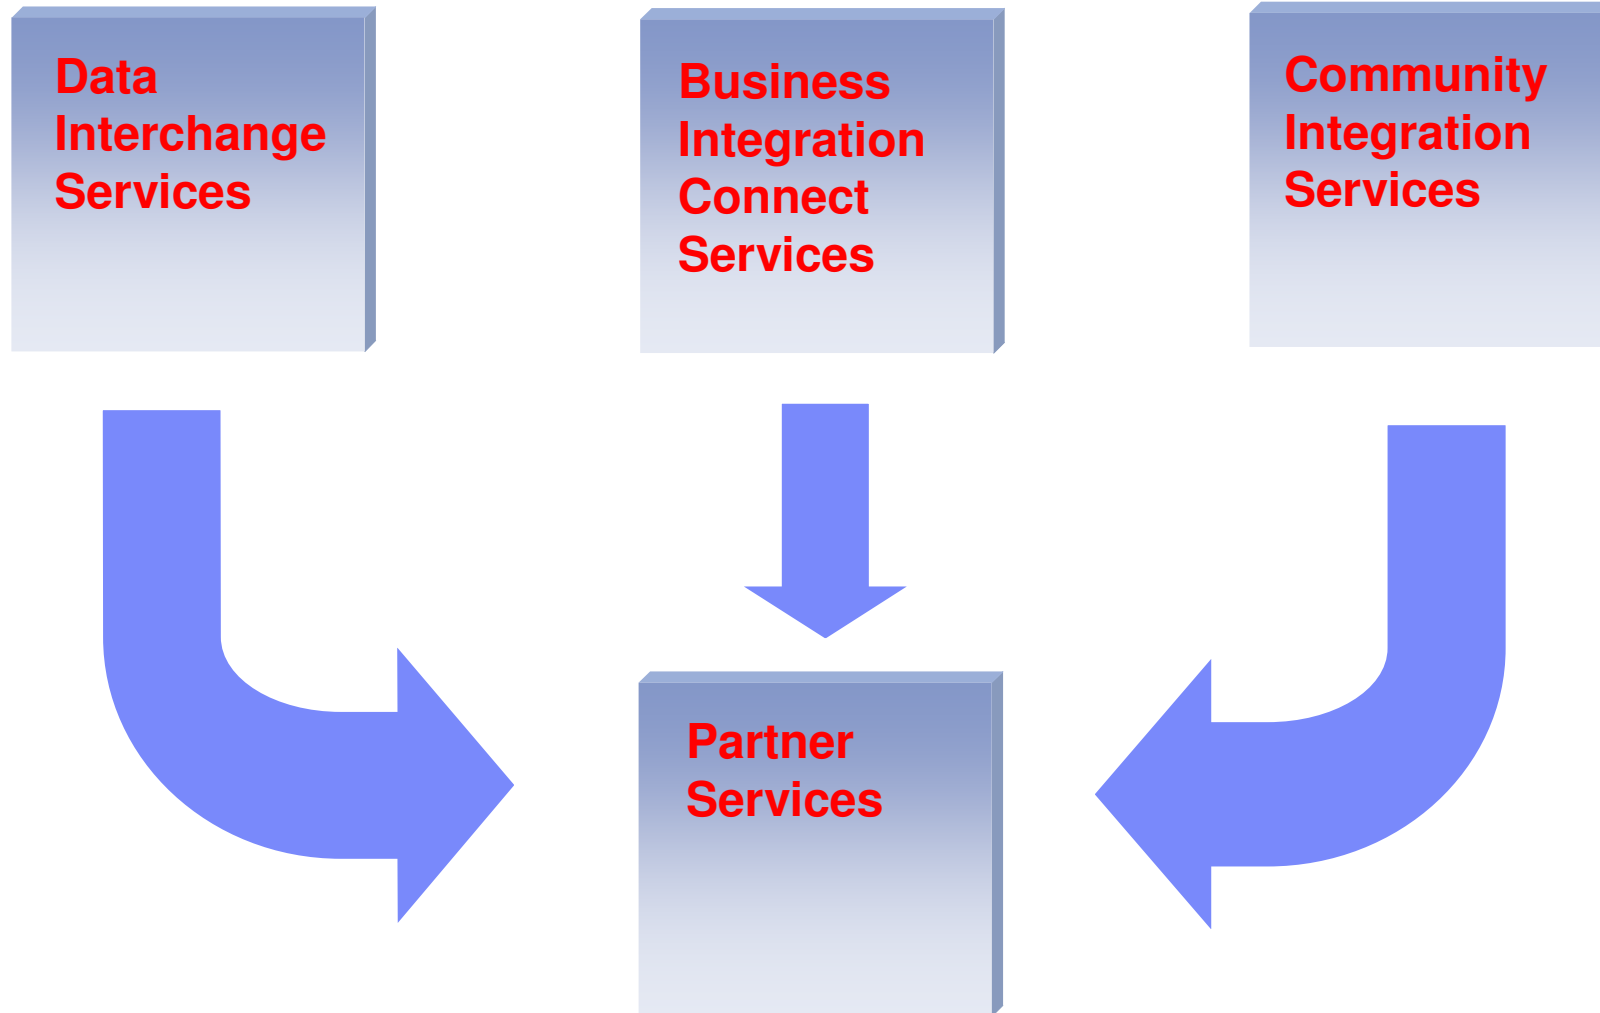 Data
Interchange
Services
Business
Integration
Connect
Services
Community
Integration
Services
Partner
Services